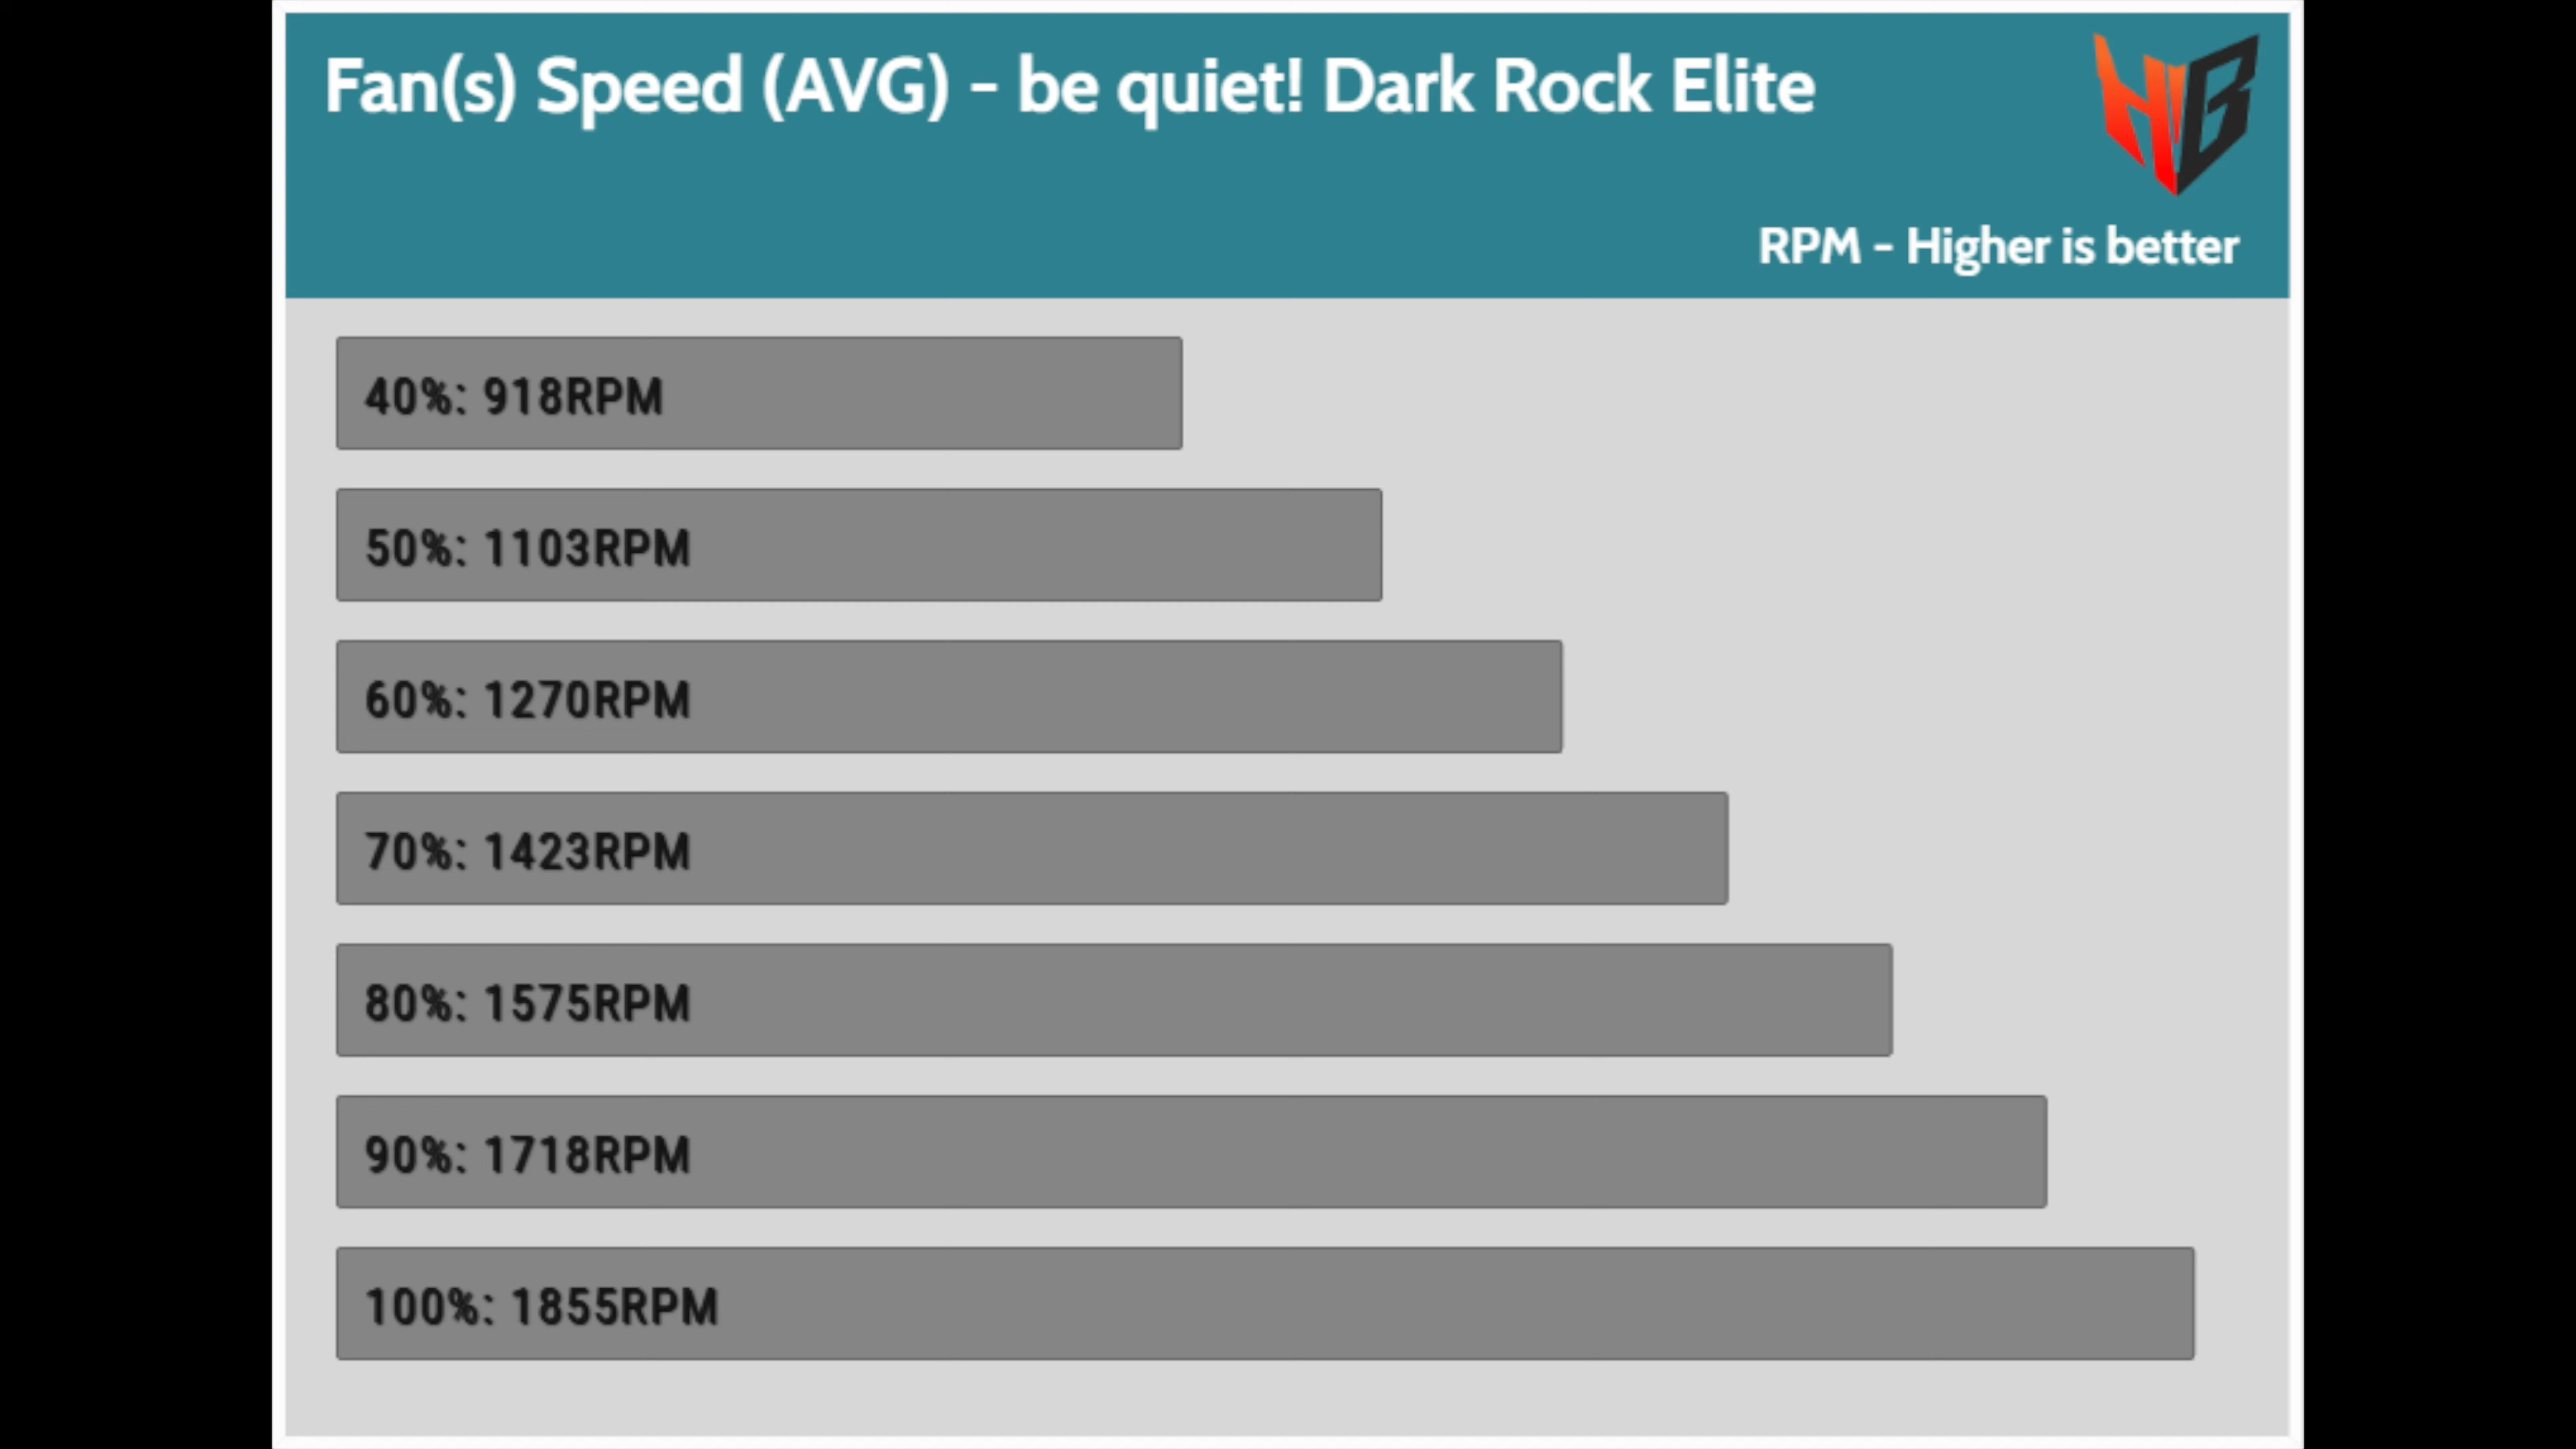 Fan(s) Speed (AVG) - be quiet! Dark Rock Elite
HB
RPM - Higher is better
40%: 918RPM
50%: 1103RPM
60%: 1270RPM
70%: 1423RPM
80%: 1575RPM
90%: 1718RPM
100%: 1855RPM